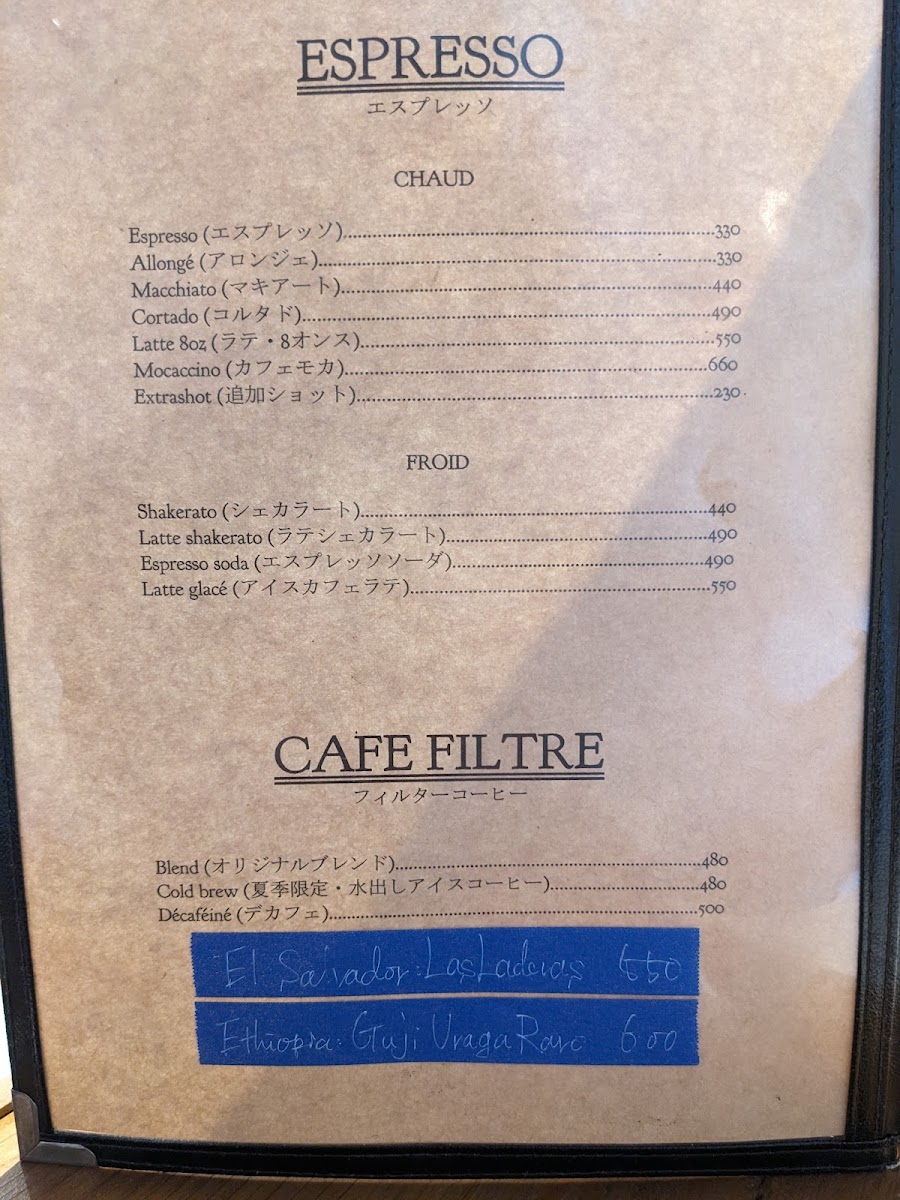 ESPRESSO
エスプレッソ
CHAUD
Espresso (エスプレッソ)....................330
Allongé (アロンジェ)....................330
Macchiato (マキアート)....................440
Cortado (コルタド)....................490
Latte 8oz (ラテ・8オンス)....................550
Mocaccino (カフェモカ)....................660
Extrashot (追加ショット)....................230
FROID
Shakerato (シェカラート)....................440
Latte shakerato (ラテシェカラート)....................490
Espresso soda (エスプレッソソーダ)....................490
Latte glacé (アイスカフェラテ)....................550
CAFE FILTRE
フィルターコーヒー
Blend (オリジナルブレンド)....................480
Cold brew (夏季限定・水出しアイスコーヒー)....................480
Décaféiné (デカフェ)....................500
El Salvador: Las 550
Ethiopia: Guji Uraga 600